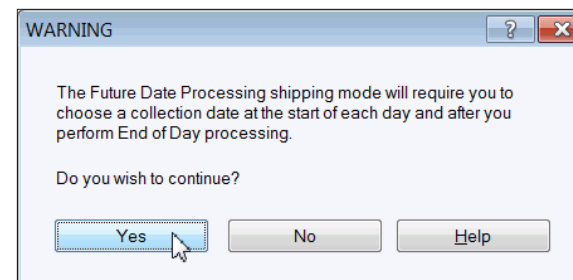 WARNING
The Future Date Processing shipping mode will require you to
choose a collection date at the start of each day and after you
perform End of Day processing.
Do you wish to continue?
Yes No Help